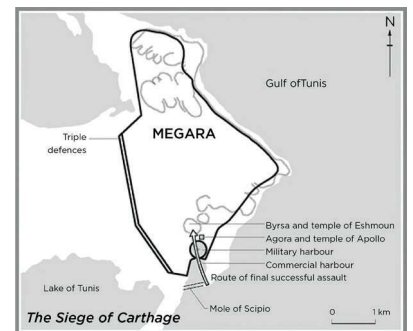 N
Gulf ofTunis
Triple
defences
MEGARA
Byrsa and temple of Eshmoun
Agora and temple of Apollo
Military harbour
Commercial harbour
Route of final successful assault
Lake of Tunis
Mole of Scipio
The Siege of Carthage
0 1 km